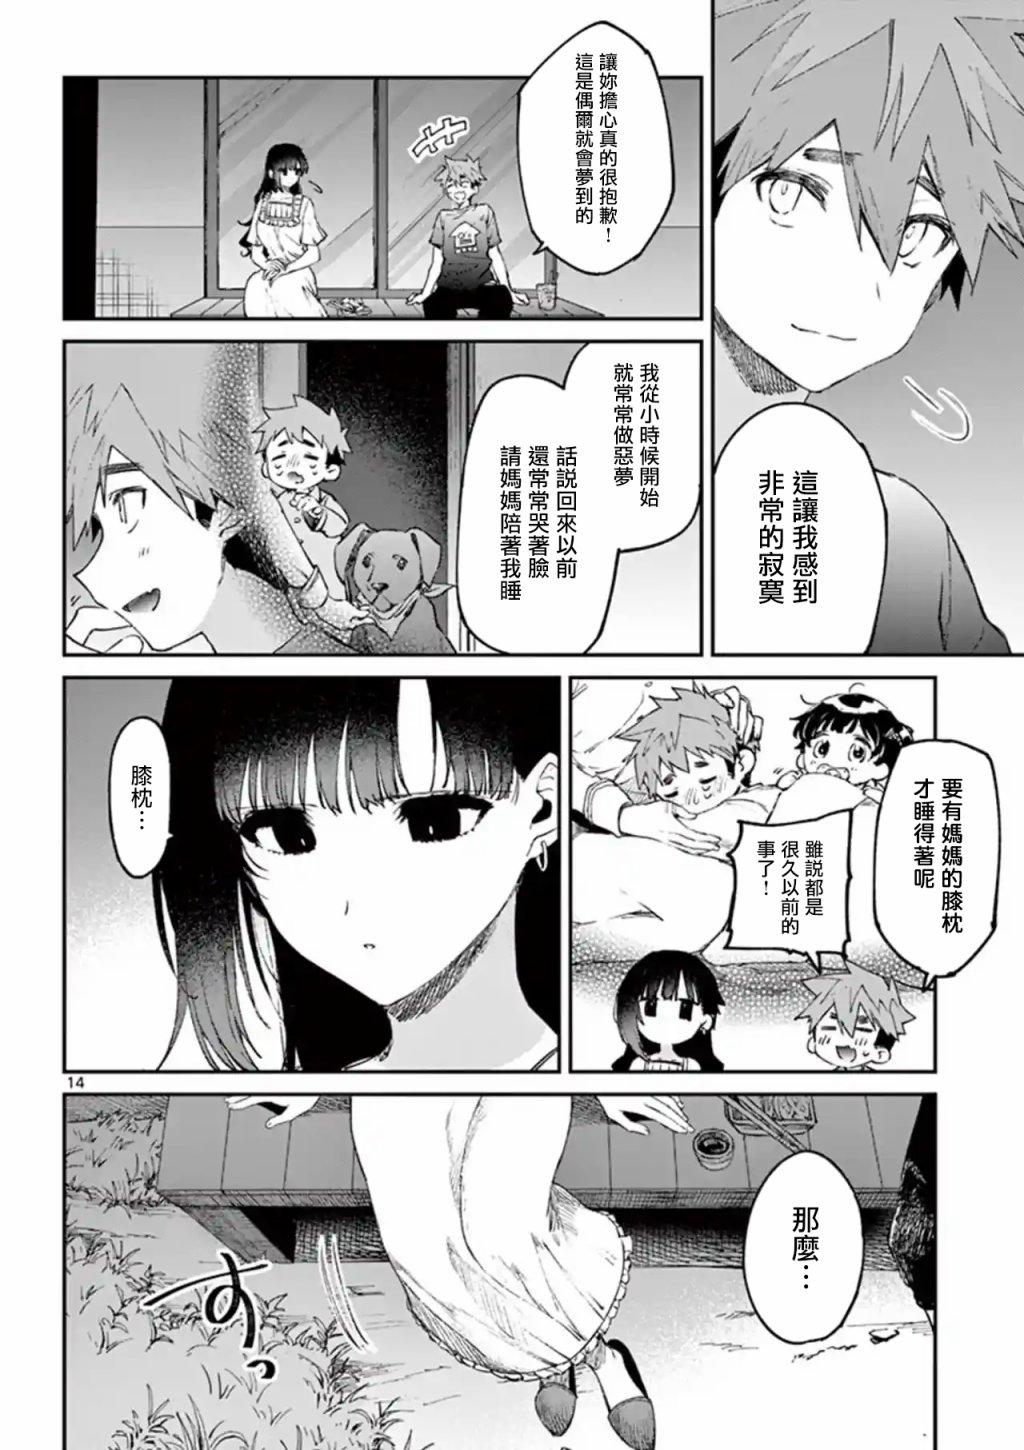 這讓我感到
非常的寂寞
讓妳擔心真的很抱歉！
這是偶爾就會夢到的
我從小時候開始
就常常做惡夢
話說回來以前
還常常哭著臉
請媽媽陪著我睡
要有媽媽的膝枕
才睡得著呢
雖說都是
很久以前的
事了！
膝枕…
14
那麼…
すっ